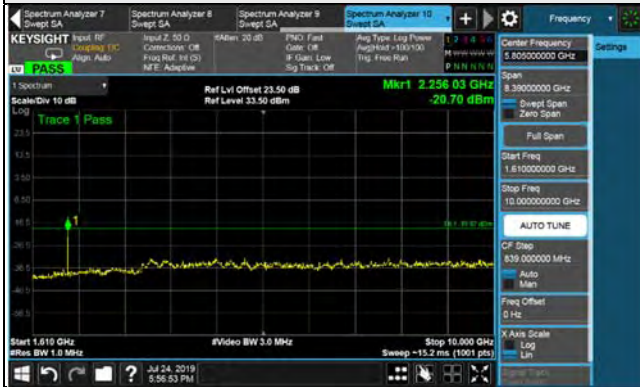 Spectrum Analyzer 7
Swept SA
Spectrum Analyzer 8
Swept SA
Spectrum Analyzer 9
Swept SA
Spectrum Analyzer 10
Swept SA
Frequency
KEYSIGHT
Input: RF
Coupling: DC
Align: Auto
Input Z: 50 Ω
Corrections: Off
Freq Ref: Int (S)
NFE: Adaptive
#Atten: 20 dB
PNO: Fast
Gate: Off
IF Gain: Low
Sig Track: Off
Avg Type: Log Power
Avg|Hold >100/100
Trig: Free Run
LU PASS
1 Spectrum
Scale/Div 10 dB
Log
Ref Lvl Offset 23.50 dB
Ref Level 33.50 dBm
Mkr1 2.256 03 GHz
-20.70 dBm
Trace 1 Pass
23.5
13.5
3.50
-6.50
-16.5
-26.5
-36.5
-46.5
-56.5
1
Start 1.610 GHz
#Res BW 1.0 MHz
#Video BW 3.0 MHz
Stop 10.000 GHz
Sweep ~15.2 ms (1001 pts)
Jul 24, 2019
5:56:53 PM
Center Frequency
5.805000000 GHz
Settings
Span
8.39000000 GHz
Swept Span
Zero Span
Full Span
Start Freq
1.610000000 GHz
Stop Freq
10.000000000 GHz
AUTO TUNE
CF Step
839.000000 MHz
Auto
Man
Freq Offset
0 Hz
X Axis Scale
Log
Lin